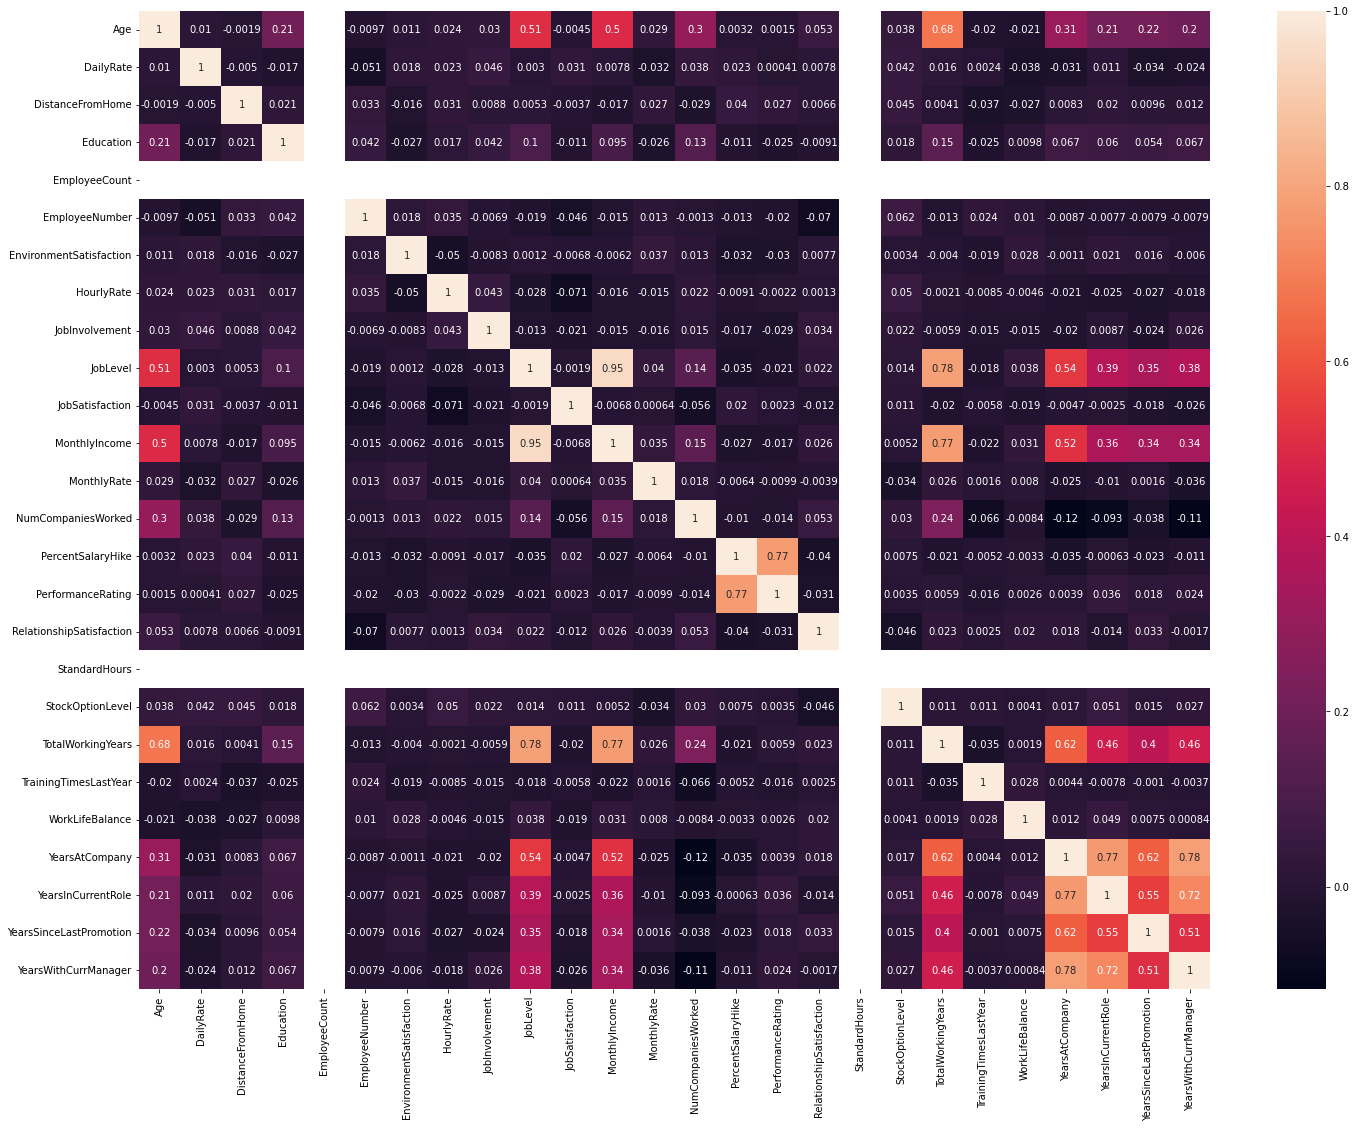 Age 1 0.01 -0.0019 0.21 -0.0097 0.011 0.024 0.03 0.51 -0.0045 0.5 0.029 0.3 0.0032 0.0015 0.053 0.038 0.68 -0.02 -0.021 0.31 0.21 0.22 0.2
DailyRate 0.01 1 -0.005 -0.017 -0.051 0.018 0.023 0.046 0.003 0.031 0.0078 -0.032 0.038 0.023 0.00041 0.0078 0.042 0.016 0.0024 -0.038 -0.031 0.011 -0.034 -0.024
DistanceFromHome -0.0019 -0.005 1 0.021 0.033 -0.016 0.031 0.0088 0.0053 -0.0037 -0.017 0.027 -0.029 0.04 0.027 0.0066 0.045 0.0041 -0.037 -0.027 0.0083 0.02 0.0096 0.012
Education 0.21 -0.017 0.021 1 0.042 -0.027 0.017 0.042 0.1 -0.011 0.095 -0.026 0.13 -0.011 -0.025 -0.0091 0.018 0.15 -0.025 0.0098 0.067 0.06 0.054 0.067
EmployeeCount
EmployeeNumber -0.0097 -0.051 0.033 0.042 1 0.018 0.035 -0.0069 -0.019 -0.046 -0.015 0.013 -0.0013 -0.013 -0.02 -0.07 0.062 -0.013 0.024 0.01 -0.0087 -0.0077 -0.0079 -0.0079
EnvironmentSatisfaction 0.011 0.018 -0.016 -0.027 0.018 1 -0.05 -0.0083 0.0012 -0.0068 -0.0062 0.037 0.013 -0.032 -0.03 0.0077 0.0034 -0.004 -0.019 0.028 -0.0011 0.021 0.016 -0.006
HourlyRate 0.024 0.023 0.031 0.017 0.035 -0.05 1 0.043 -0.028 -0.071 -0.016 -0.015 0.022 -0.0091 -0.0022 0.0013 0.05 -0.0021 -0.0085 -0.0046 -0.021 -0.025 -0.027 -0.018
JobInvolvement 0.03 0.046 0.0088 0.042 -0.0069 -0.0083 0.043 1 -0.013 -0.021 -0.015 -0.016 0.015 -0.017 -0.029 0.034 0.022 -0.0059 -0.015 -0.015 -0.02 0.0087 -0.024 0.026
JobLevel 0.51 0.003 0.0053 0.1 -0.019 0.0012 -0.028 -0.013 1 -0.0019 0.95 0.04 0.14 -0.035 -0.021 0.022 0.014 0.78 -0.018 0.038 0.54 0.39 0.35 0.38
JobSatisfaction -0.0045 0.031 -0.0037 -0.011 -0.046 -0.0068 -0.071 -0.021 -0.0019 1 -0.0068 0.00064 -0.056 0.02 0.0023 -0.012 0.011 -0.02 -0.0058 -0.019 -0.0047 -0.0025 -0.018 -0.026
MonthlyIncome 0.5 0.0078 -0.017 0.095 -0.015 -0.0062 -0.016 -0.015 0.95 -0.0068 1 0.035 0.15 -0.027 -0.017 0.026 0.0052 0.77 -0.022 0.031 0.52 0.36 0.34 0.34
MonthlyRate 0.029 -0.032 0.027 -0.026 0.013 0.037 -0.015 -0.016 0.04 0.00064 0.035 1 0.018 -0.0064 -0.0099 -0.0039 -0.034 0.026 0.0016 0.008 -0.025 -0.01 0.0016 -0.036
NumCompaniesWorked 0.3 0.038 -0.029 0.13 -0.0013 0.013 0.022 0.015 0.14 -0.056 0.15 0.018 1 -0.01 -0.014 0.053 0.03 0.24 -0.066 -0.0084 -0.12 -0.093 -0.038 -0.11
PercentSalaryHike 0.0032 0.023 0.04 -0.011 -0.013 -0.032 -0.0091 -0.017 -0.035 0.02 -0.027 -0.0064 -0.01 1 0.77 -0.04 0.0075 -0.021 -0.0052 -0.0033 -0.035 -0.00063 -0.023 -0.011
PerformanceRating 0.0015 0.00041 0.027 -0.025 -0.02 -0.03 -0.0022 -0.029 -0.021 0.0023 -0.017 -0.0099 -0.014 0.77 1 -0.031 0.0035 0.0059 -0.016 0.0026 0.0039 0.036 0.018 0.024
RelationshipSatisfaction 0.053 0.0078 0.0066 -0.0091 -0.07 0.0077 0.0013 0.034 0.022 -0.012 0.026 -0.0039 0.053 -0.04 -0.031 1 -0.046 0.023 0.0025 0.02 0.018 -0.014 0.033 -0.0017
StandardHours
StockOptionLevel 0.038 0.042 0.045 0.018 0.062 0.0034 0.05 0.022 0.014 0.011 0.0052 -0.034 0.03 0.0075 0.0035 -0.046 1 0.011 0.011 0.0041 0.017 0.051 0.015 0.027
TotalWorkingYears 0.68 0.016 0.0041 0.15 -0.013 -0.004 -0.0021 -0.0059 0.78 -0.02 0.77 0.026 0.24 -0.021 0.0059 0.023 0.011 1 -0.035 0.0019 0.62 0.46 0.4 0.46
TrainingTimesLastYear -0.02 0.0024 -0.037 -0.025 0.024 -0.019 -0.0085 -0.015 -0.018 -0.0058 -0.022 0.0016 -0.066 -0.0052 -0.016 0.0025 0.011 -0.035 1 0.028 0.0044 -0.0078 -0.001 -0.0037
WorkLifeBalance -0.021 -0.038 -0.027 0.0098 0.01 0.028 -0.0046 -0.015 0.038 -0.019 0.031 0.008 -0.0084 -0.0033 0.0026 0.02 0.0041 0.0019 0.028 1 0.012 0.049 0.0075 0.00084
YearsAtCompany 0.31 -0.031 0.0083 0.067 -0.0087 -0.0011 -0.021 -0.02 0.54 -0.0047 0.52 -0.025 -0.12 -0.035 0.0039 0.018 0.017 0.62 0.0044 0.012 1 0.77 0.62 0.78
YearsInCurrentRole 0.21 0.011 0.02 0.06 -0.0077 0.021 -0.025 0.0087 0.39 -0.0025 0.36 -0.01 -0.093 -0.00063 0.036 -0.014 0.051 0.46 -0.0078 0.049 0.77 1 0.55 0.72
YearsSinceLastPromotion 0.22 -0.034 0.0096 0.054 -0.0079 0.016 -0.027 -0.024 0.35 -0.018 0.34 0.0016 -0.038 -0.023 0.018 0.033 0.015 0.4 -0.001 0.0075 0.62 0.55 1 0.51
YearsWithCurrManager 0.2 -0.024 0.012 0.067 -0.0079 -0.006 -0.018 0.026 0.38 -0.026 0.34 -0.036 -0.11 -0.011 0.024 -0.0017 0.027 0.46 -0.0037 0.00084 0.78 0.72 0.51 1
Age
DailyRate
DistanceFromHome
Education
EmployeeCount
EmployeeNumber
EnvironmentSatisfaction
HourlyRate
JobInvolvement
JobLevel
JobSatisfaction
MonthlyIncome
MonthlyRate
NumCompaniesWorked
PercentSalaryHike
PerformanceRating
RelationshipSatisfaction
StandardHours
StockOptionLevel
TotalWorkingYears
TrainingTimesLastYear
WorkLifeBalance
YearsAtCompany
YearsInCurrentRole
YearsSinceLastPromotion
YearsWithCurrManager
1.0
0.8
0.6
0.4
0.2
0.0